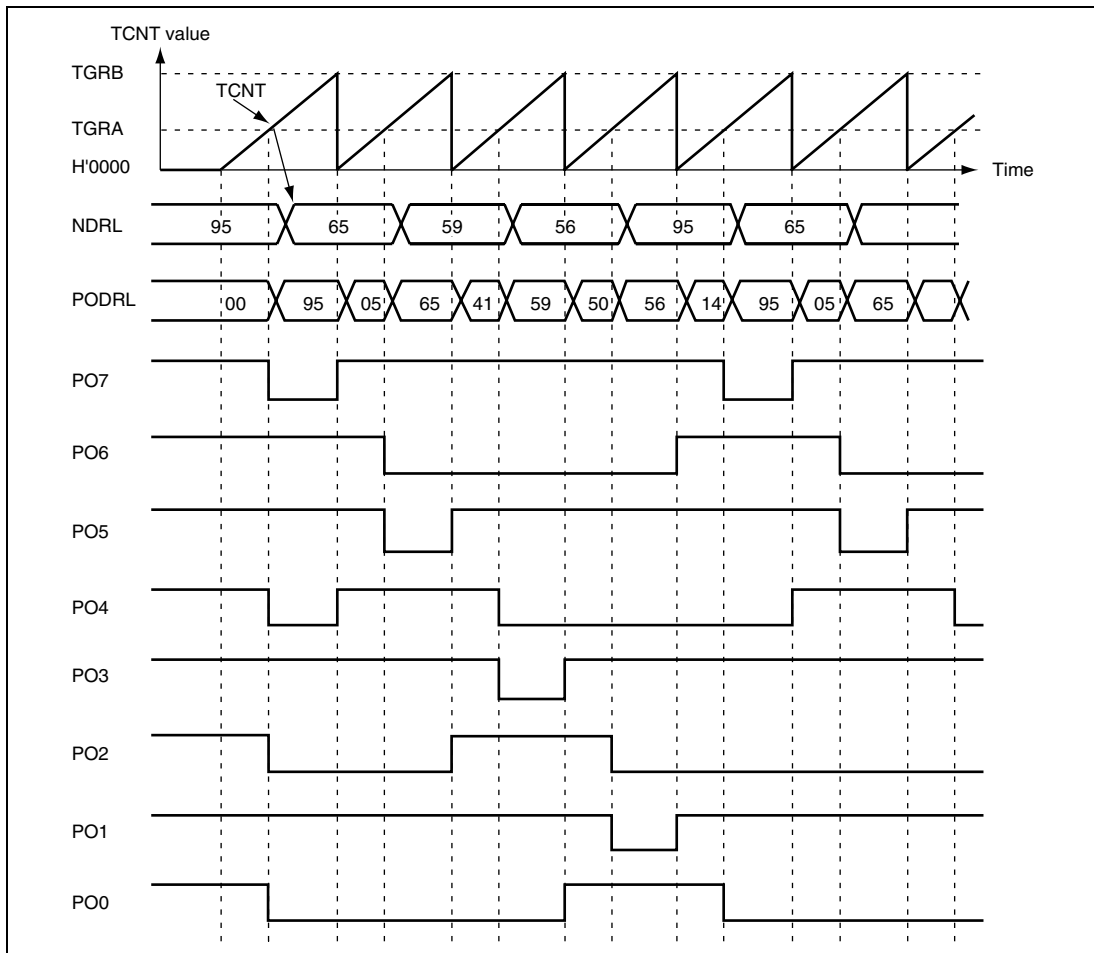 TCNT value
TGRB
TCNT
TGRA
H'0000
Time
NDRL 95 65 59 56 95 65
PODRL 00 95 05 65 41 59 50 56 14 95 05 65
PO7
PO6
PO5
PO4
PO3
PO2
PO1
PO0